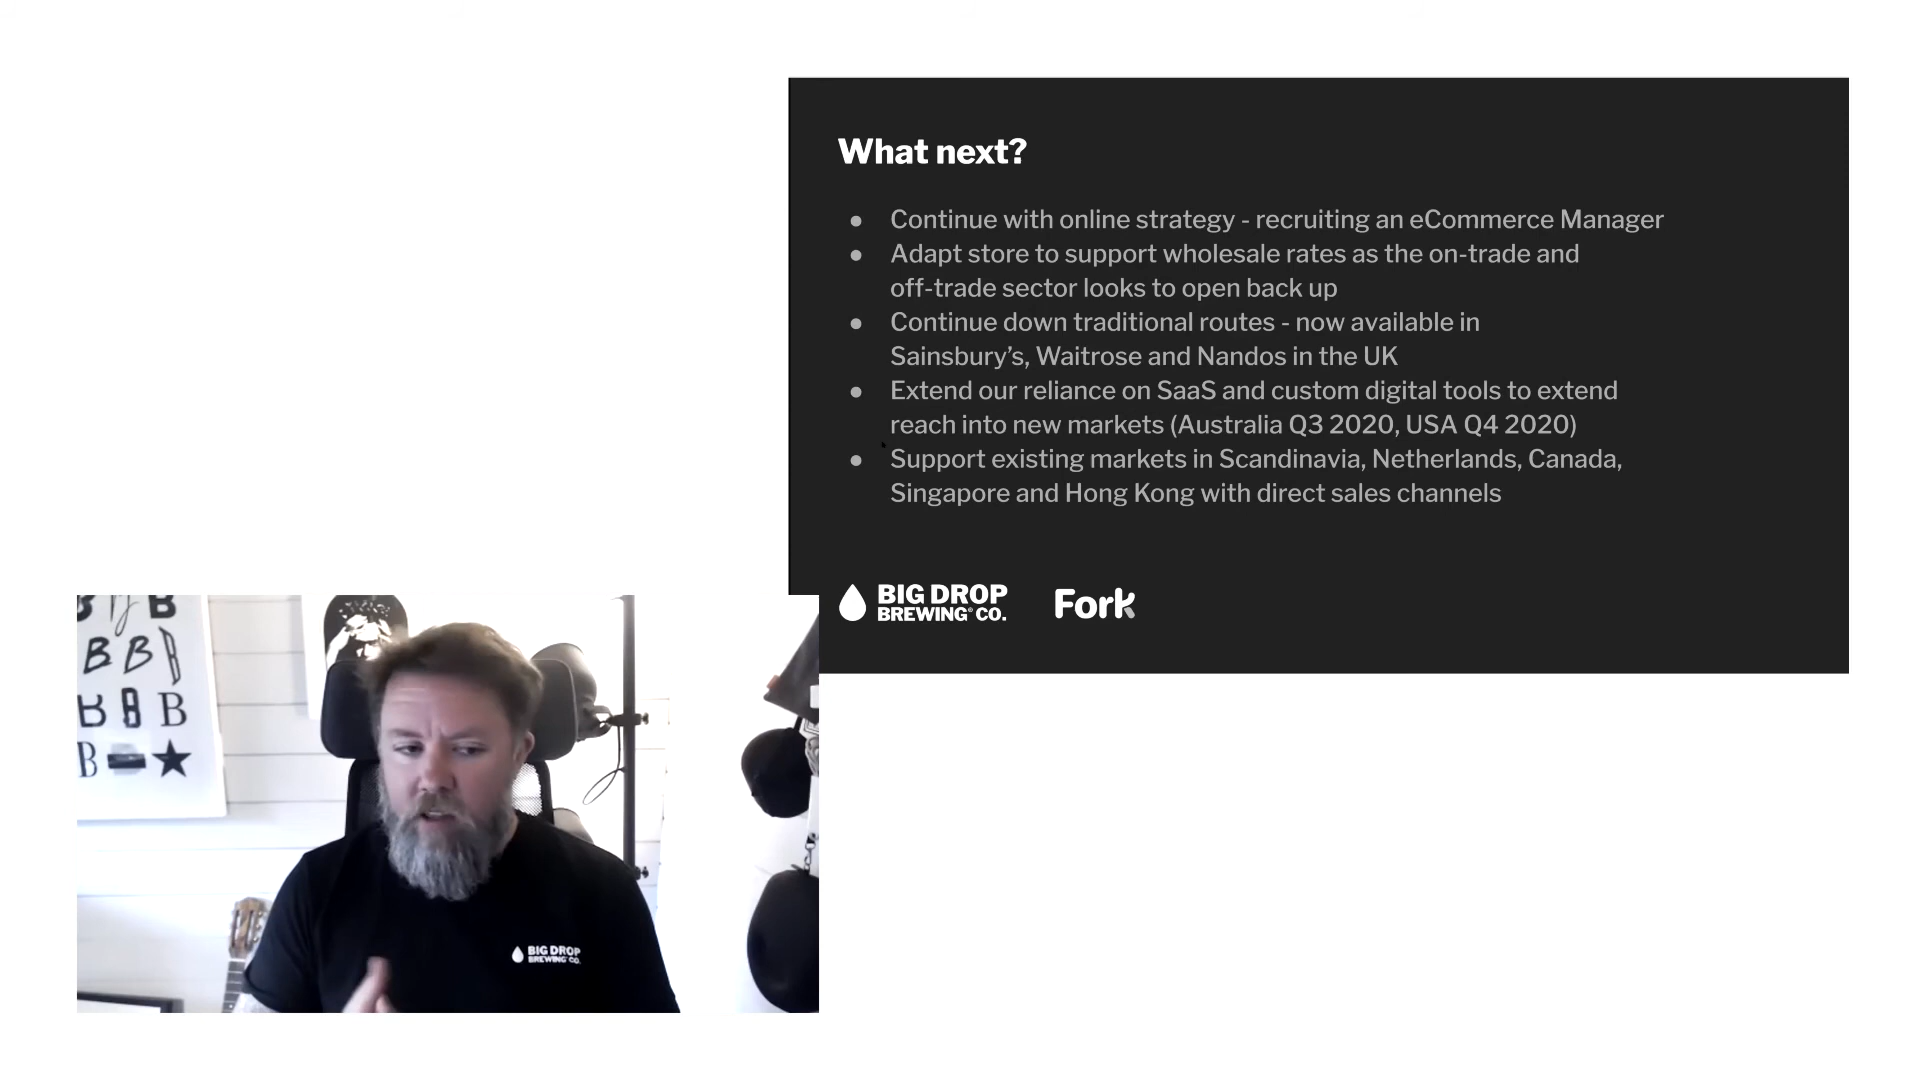 What next?
● Continue with online strategy - recruiting an eCommerce Manager
● Adapt store to support wholesale rates as the on-trade and
off-trade sector looks to open back up
● Continue down traditional routes - now available in
Sainsbury’s, Waitrose and Nandos in the UK
● Extend our reliance on SaaS and custom digital tools to extend
reach into new markets (Australia Q3 2020, USA Q4 2020)
● Support existing markets in Scandinavia, Netherlands, Canada,
Singapore and Hong Kong with direct sales channels
BIG DROP
BREWING® CO.
Fork
B B
B B B
B B B
B
BIG DROP
BREWING CO.